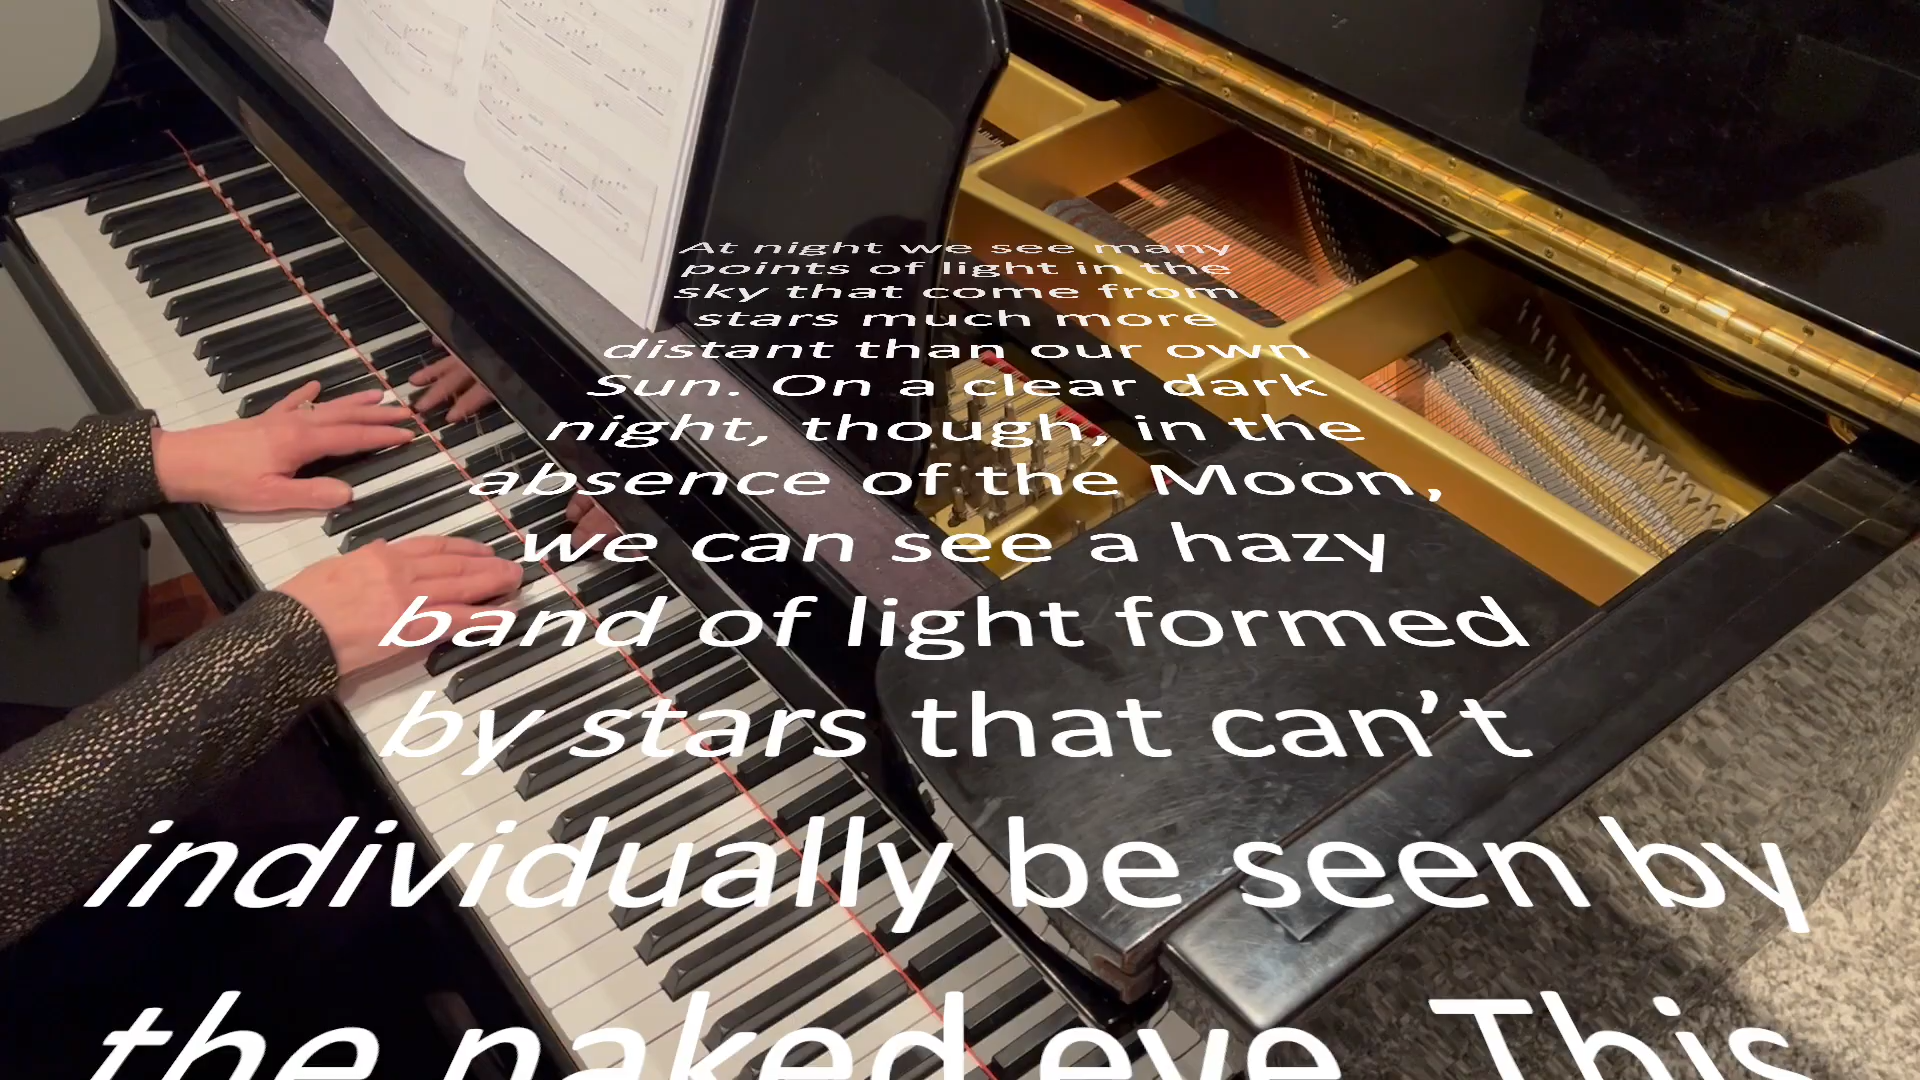 At night we see many
points of light in the
sky that come from
stars much more
distant than our own
Sun. On a clear dark
night, though, in the
absence of the Moon,
we can see a hazy
band of light formed
by stars that can’t
individually be seen by
the naked eye. This